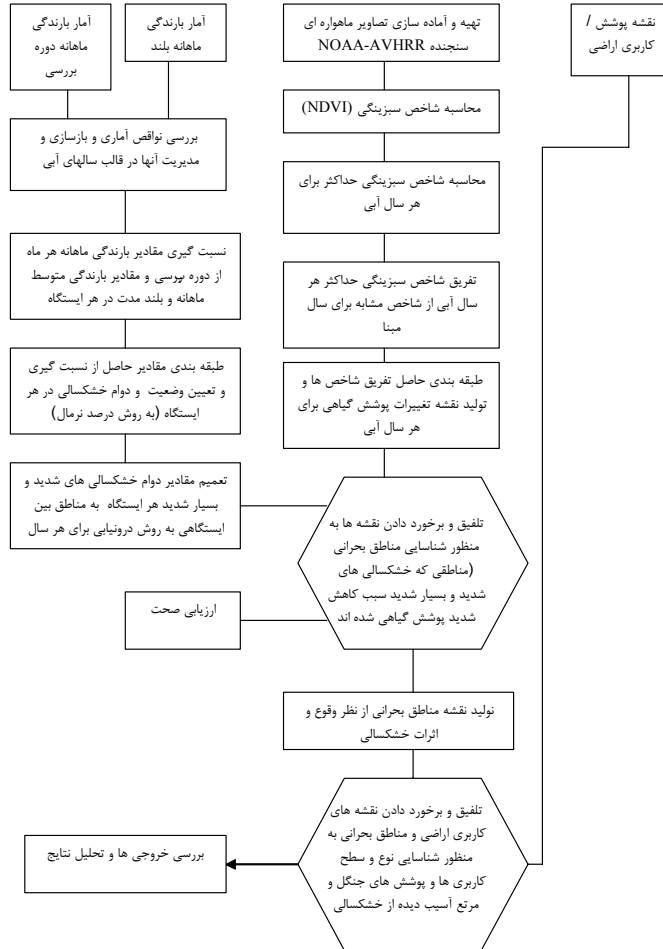 آمار بارندگی
ماهانه دوره
بررسی
آمار بارندگی
ماهانه بلند
بررسی نواقص آماری و بازسازی و
مدیریت آنها در قالب سالهای آبی
نسبت گیری مقادیر بارندگی ماهانه هر ماه
از دوره بررسی و مقادیر بارندگی متوسط
ماهانه و بلند مدت در هر ایستگاه
طبقه بندی مقادیر حاصل از نسبت گیری
و تعیین وضعیت و دوام خشکسالی در هر
ایستگاه (به روش درصد نرمال)
تعمیم مقادیر دوام خشکسالی های شدید و
بسیار شدید هر ایستگاه به مناطق بین
ایستگاهی به روش درونیابی برای هر سال
تهیه و آماده سازی تصاویر ماهواره ای
سنجنده NOAA-AVHRR
محاسبه شاخص سبزینگی (NDVI)
محاسبه شاخص سبزینگی حداکثر برای
هر سال آبی
تفریق شاخص سبزینگی حداکثر هر
سال آبی از شاخص مشابه برای سال
مبنا
طبقه بندی حاصل تفریق شاخص ها و
تولید نقشه تغییرات پوشش گیاهی برای
هر سال آبی
تلفیق و برخورد دادن نقشه ها به
منظور شناسایی مناطق بحرانی
(مناطقی که خشکسالی های
شدید و بسیار شدید سبب کاهش
شدید پوشش گیاهی شده اند
ارزیابی صحت
تولید نقشه مناطق بحرانی از نظر وقوع و
اثرات خشکسالی
نقشه پوشش /
کاربری اراضی
تلفیق و برخورد دادن نقشه های
کاربری اراضی و مناطق بحرانی به
منظور شناسایی نوع و سطح
کاربری ها و پوشش های جنگل و
مرتع آسیب دیده از خشکسالی
بررسی خروجی ها و تحلیل نتایج